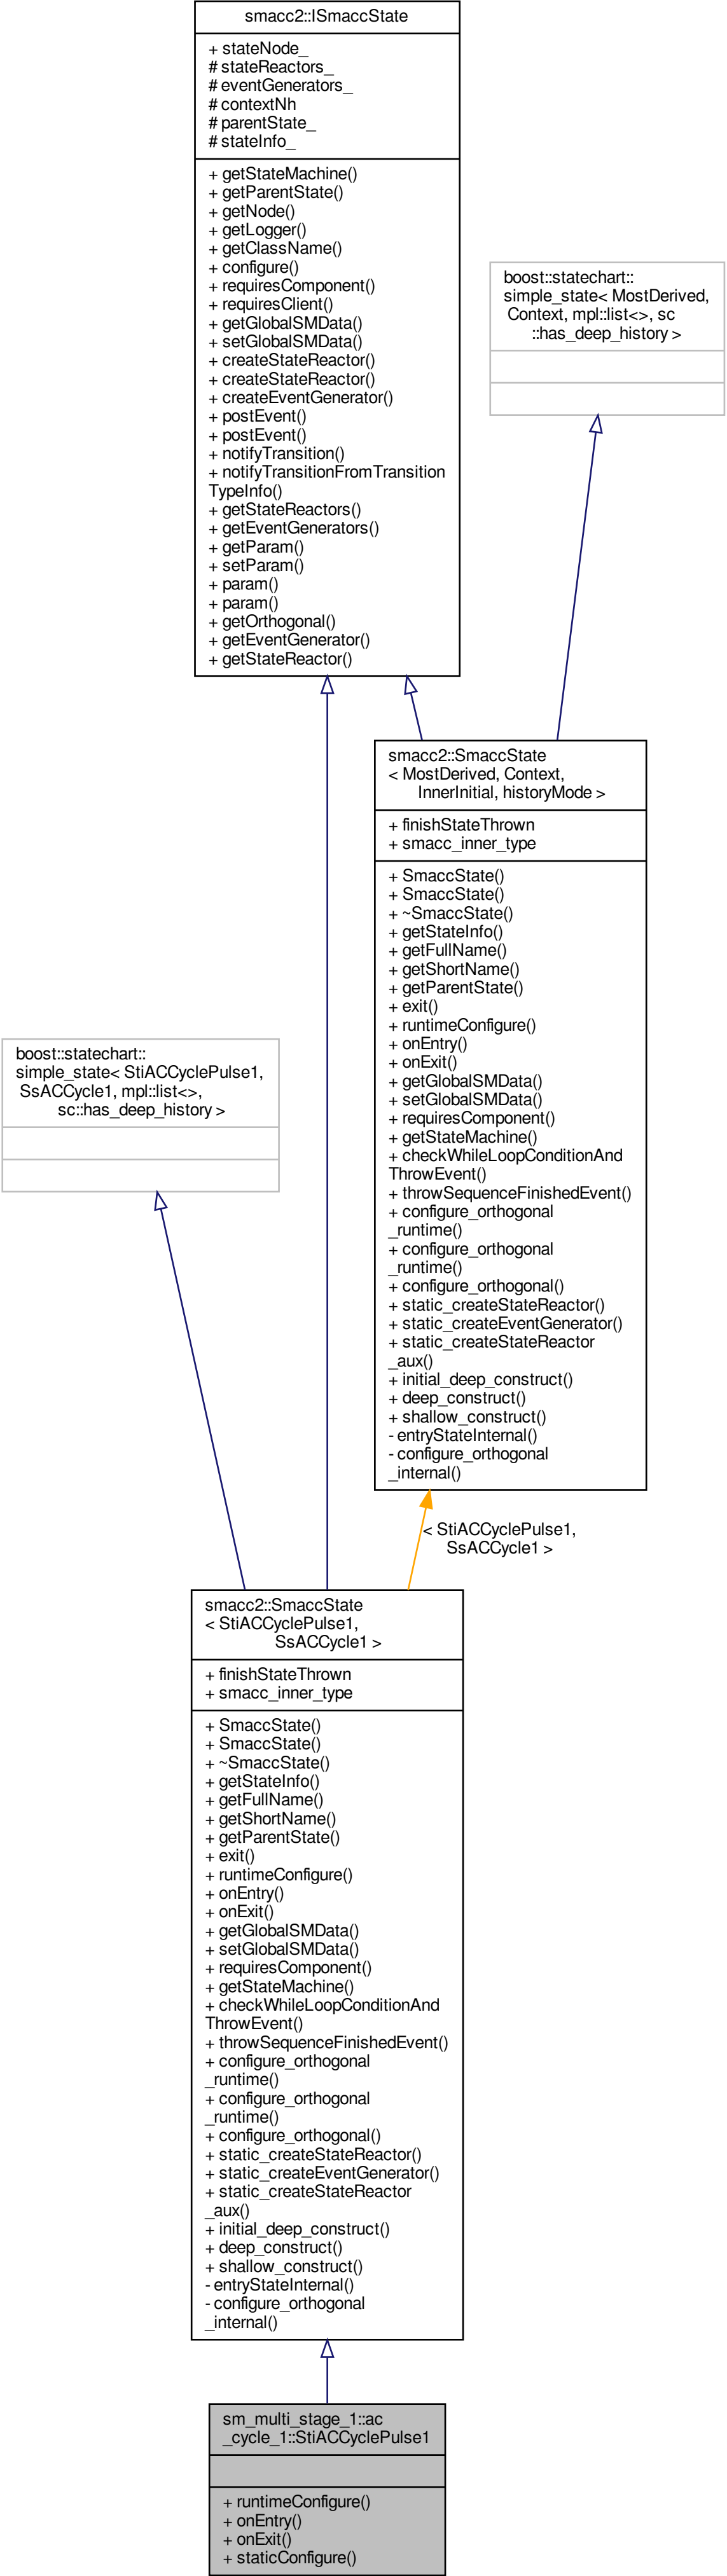 smacc2::ISmaccState
+ stateNode_
# stateReactors_
# eventGenerators_
# contextNh
# parentState_
# stateInfo_
+ getStateMachine()
+ getParentState()
+ getNode()
+ getLogger()
+ getClassName()
+ configure()
+ requiresComponent()
+ requiresClient()
+ getGlobalSMData()
+ setGlobalSMData()
+ createStateReactor()
+ createStateReactor()
+ createEventGenerator()
+ postEvent()
+ postEvent()
+ notifyTransition()
+ notifyTransitionFromTransition
TypeInfo()
+ getStateReactors()
+ getEventGenerators()
+ getParam()
+ setParam()
+ param()
+ param()
+ getOrthogonal()
+ getEventGenerator()
+ getStateReactor()
boost::statechart::
simple_state< MostDerived,
Context, mpl::list<>, sc
::has_deep_history >
smacc2::SmaccState
< MostDerived, Context,
InnerInitial, historyMode >
+ finishStateThrown
+ smacc_inner_type
+ SmaccState()
+ SmaccState()
+ ~SmaccState()
+ getStateInfo()
+ getFullName()
+ getShortName()
+ getParentState()
+ exit()
+ runtimeConfigure()
+ onEntry()
+ onExit()
+ getGlobalSMData()
+ setGlobalSMData()
+ requiresComponent()
+ getStateMachine()
+ checkWhileLoopConditionAnd
ThrowEvent()
+ throwSequenceFinishedEvent()
+ configure_orthogonal
_runtime()
+ configure_orthogonal
_runtime()
+ configure_orthogonal()
+ static_createStateReactor()
+ static_createEventGenerator()
+ static_createStateReactor
_aux()
+ initial_deep_construct()
+ deep_construct()
+ shallow_construct()
- entryStateInternal()
- configure_orthogonal
_internal()
boost::statechart::
simple_state< StiACCyclePulse1,
SsACCycle1, mpl::list<>,
sc::has_deep_history >
< StiACCyclePulse1,
SsACCycle1 >
smacc2::SmaccState
< StiACCyclePulse1,
SsACCycle1 >
+ finishStateThrown
+ smacc_inner_type
+ SmaccState()
+ SmaccState()
+ ~SmaccState()
+ getStateInfo()
+ getFullName()
+ getShortName()
+ getParentState()
+ exit()
+ runtimeConfigure()
+ onEntry()
+ onExit()
+ getGlobalSMData()
+ setGlobalSMData()
+ requiresComponent()
+ getStateMachine()
+ checkWhileLoopConditionAnd
ThrowEvent()
+ throwSequenceFinishedEvent()
+ configure_orthogonal
_runtime()
+ configure_orthogonal
_runtime()
+ configure_orthogonal()
+ static_createStateReactor()
+ static_createEventGenerator()
+ static_createStateReactor
_aux()
+ initial_deep_construct()
+ deep_construct()
+ shallow_construct()
- entryStateInternal()
- configure_orthogonal
_internal()
sm_multi_stage_1::ac
_cycle_1::StiACCyclePulse1
+ runtimeConfigure()
+ onEntry()
+ onExit()
+ staticConfigure()